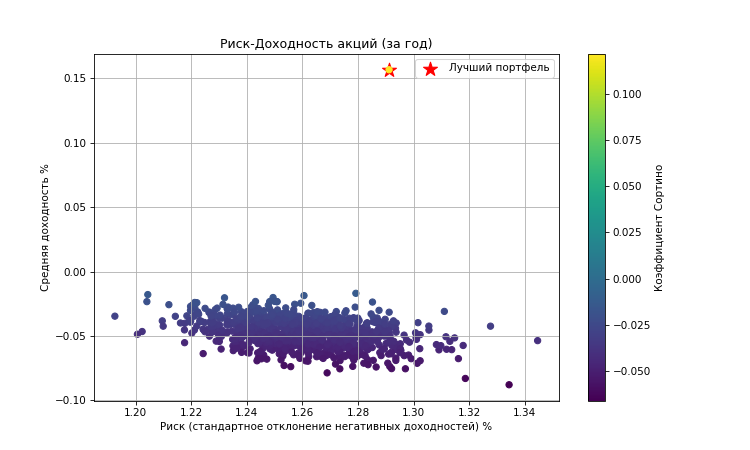 Риск-Доходность акций (за год)
Лучший портфель
Средняя доходность %
0.15
0.10
0.05
0.00
−0.05
−0.10
1.20 1.22 1.24 1.26 1.28 1.30 1.32 1.34
Риск (стандартное отклонение негативных доходностей) %
0.100
0.075
0.050
0.025
0.000
−0.025
−0.050
Коэффициент Сортино